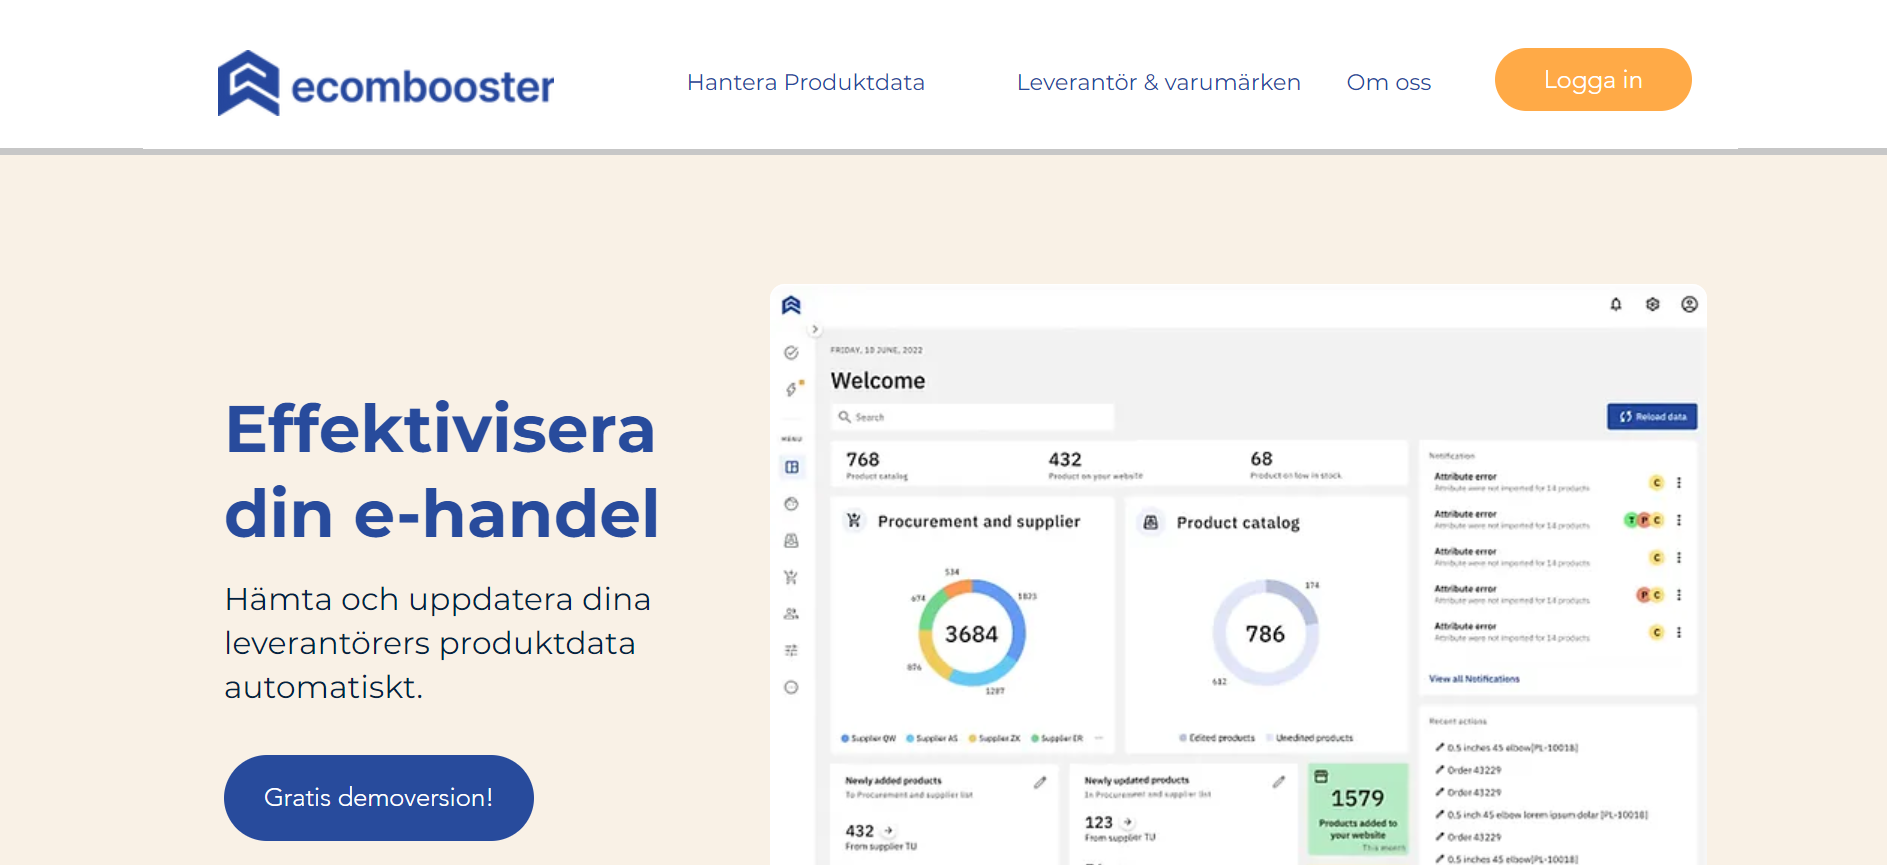 ecombooster
Hantera Produktdata
Leverantör & varumärken
Om oss
Logga in
Effektivisera
din e-handel
Hämta och uppdatera dina
leverantörers produktdata
automatiskt.
Gratis demoversion!
FRIDAY, 10 JUNE, 2022
Welcome
Search
Reload data
MENU
768
Product catalog
432
Product on your website
68
Product on low in stock
Procurement and supplier
534
1823
674
3684
876
1287
Supplier QW
Supplier AS
Supplier ZX
Supplier ER
Product catalog
174
786
612
Edited products
Unedited products
Notification
Attribute error
C
Attribute were not imported for 14 products
Attribute error
T P C
Attribute were not imported for 14 products
Attribute error
C
Attribute were not imported for 14 products
Attribute error
P C
Attribute were not imported for 14 products
Attribute error
C
Attribute were not imported for 14 products
View all Notifications
Recent actions
0.5 inches 45 elbow[PL-10018]
Order 43229
Order 43229
0.5 inch 45 elbow lorem ipsum dolar [PL-10018]
Order 43229
0.5 inches 45 elbow[PL-10018]
Newly added products
To Procurement and supplier list
432
From supplier TU
Newly updated products
In Procurement and supplier list
123
From supplier TU
1579
Products added to
your website
This month